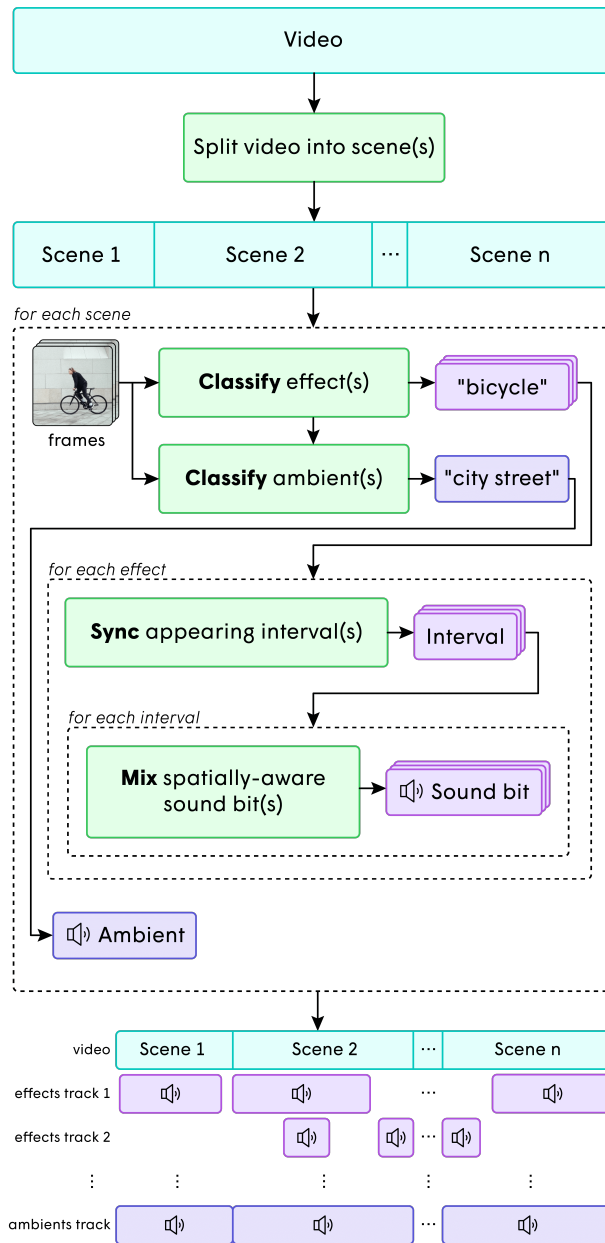 Video
Split video into scene(s)
Scene 1 Scene 2 ... Scene n
for each scene
Classify effect(s) "bicycle"
frames
Classify ambient(s) "city street"
for each effect
Sync appearing interval(s) Interval
for each interval
Mix spatially-aware
sound bit(s)
Sound bit
Ambient
video Scene 1 Scene 2 ... Scene n
effects track 1 ...
effects track 2 ...
ambients track ...